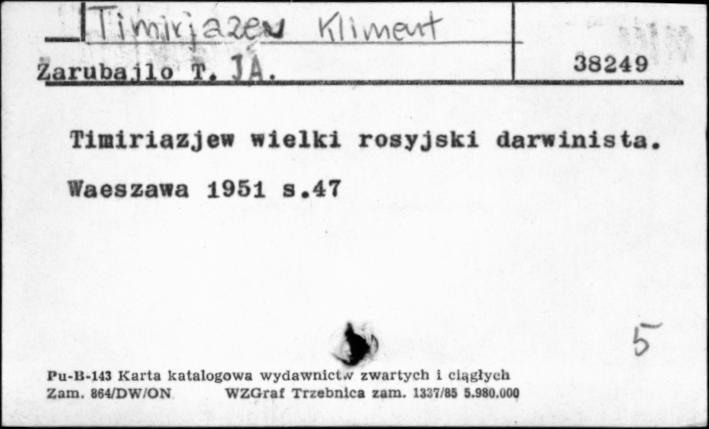 Timirjazew Kliment
Zarubajlo T. JA. 38249
Timiriazjew wielki rosyjski darwinista.
Waeszawa 1951 s.47
5
Pu-B-143 Karta katalogowa wydawnictw zwartych i ciągłych
Zam. 864/DW/ON WZGraf Trzebnica zam. 1337/85 5.980.000